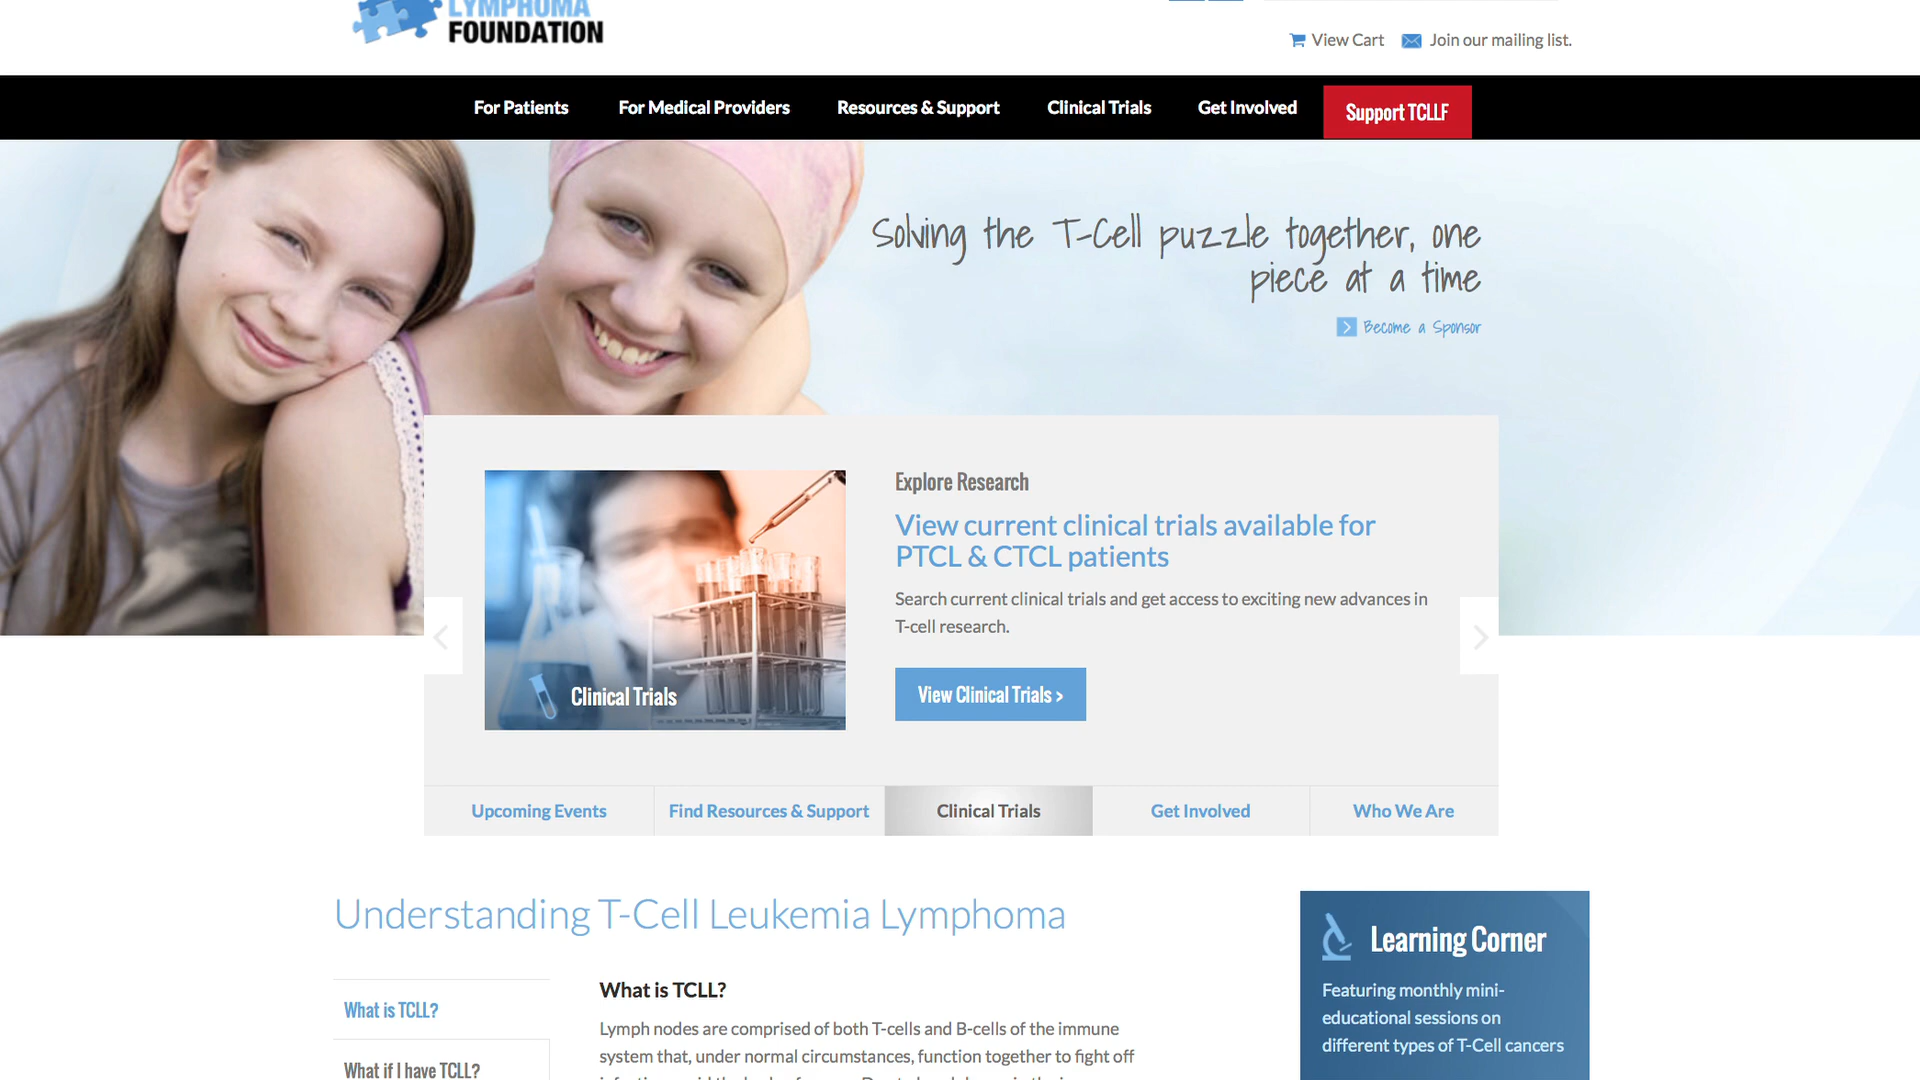 LYMPHOMA
FOUNDATION
View Cart
Join our mailing list.
For Patients
For Medical Providers
Resources & Support
Clinical Trials
Get Involved
Support TCLLF
Solving the T-Cell puzzle together, one
piece at a time
Become a Sponsor
Explore Research
View current clinical trials available for
PTCL & CTCL patients
Search current clinical trials and get access to exciting new advances in
T-cell research.
View Clinical Trials >
Clinical Trials
Upcoming Events
Find Resources & Support
Clinical Trials
Get Involved
Who We Are
Understanding T-Cell Leukemia Lymphoma
What is TCLL?
What if I have TCLL?
What is TCLL?
Lymph nodes are comprised of both T-cells and B-cells of the immune
system that, under normal circumstances, function together to fight off
Learning Corner
Featuring monthly mini-
educational sessions on
different types of T-Cell cancers